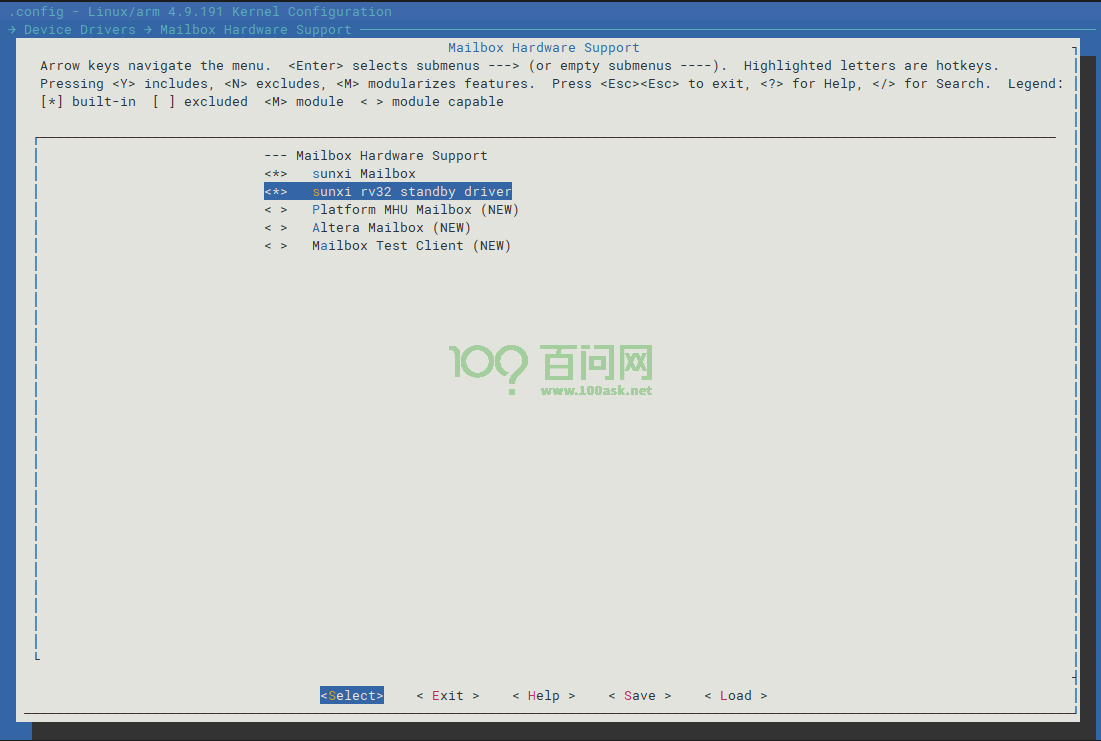 .config - Linux/arm 4.9.191 Kernel Configuration
→ Device Drivers → Mailbox Hardware Support
Mailbox Hardware Support
Arrow keys navigate the menu.  <Enter> selects submenus ---> (or empty submenus ----).  Highlighted letters are hotkeys.
Pressing <Y> includes, <N> excludes, <M> modularizes features.  Press <Esc><Esc> to exit, <?> for Help, </> for Search.  Legend:
[*] built-in  [ ] excluded  <M> module  < > module capable
--- Mailbox Hardware Support
<*>   sunxi Mailbox
<*>   sunxi rv32 standby driver
< >   Platform MHU Mailbox (NEW)
< >   Altera Mailbox (NEW)
< >   Mailbox Test Client (NEW)
100? 百问网
www.100ask.net
<Select>    < Exit >    < Help >    < Save >    < Load >